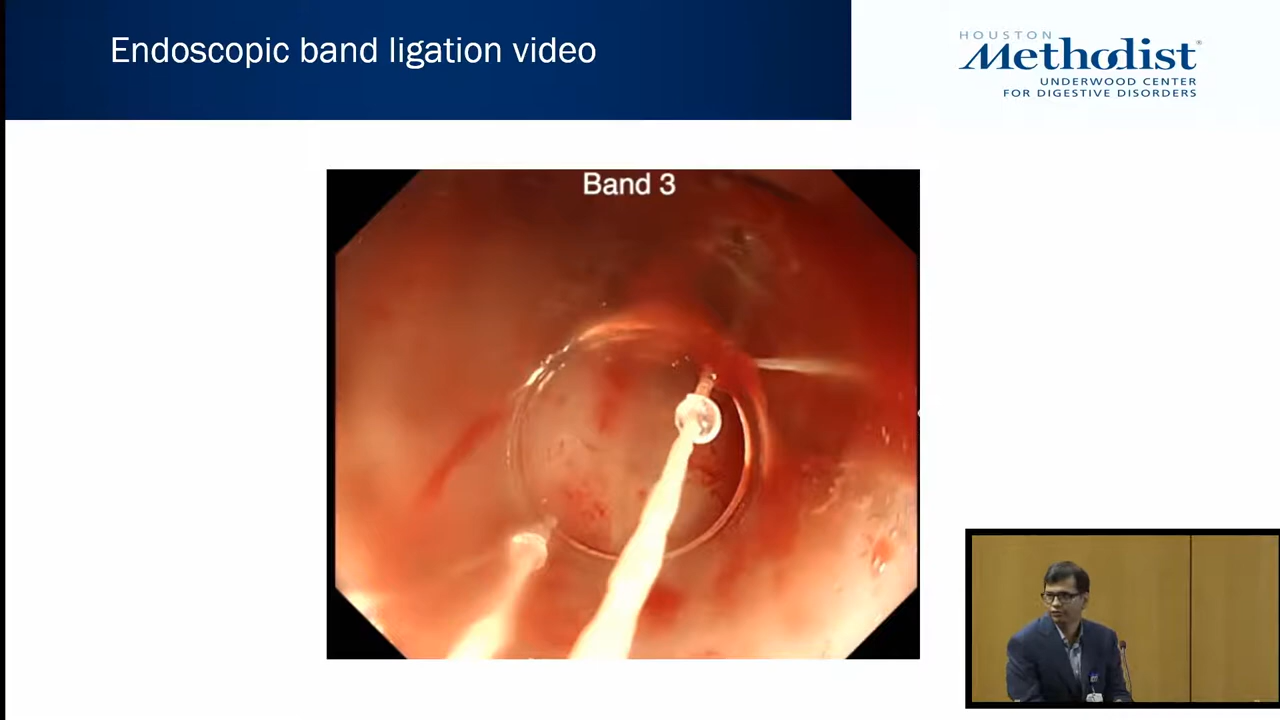 Endoscopic band ligation video
HOUSTON
Methodist®
UNDERWOOD CENTER
FOR DIGESTIVE DISORDERS
Band 3